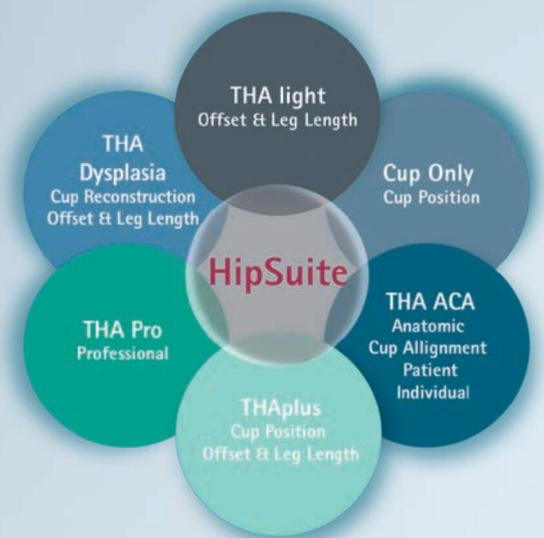 THA light
Offset & Leg Length
THA
Dysplasia
Cup Reconstruction
Offset & Leg Length
Cup Only
Cup Position
HipSuite
THA Pro
Professional
THA ACA
Anatomic
Cup Allignment
Patient
Individual
THAplus
Cup Position
Offset & Leg Length